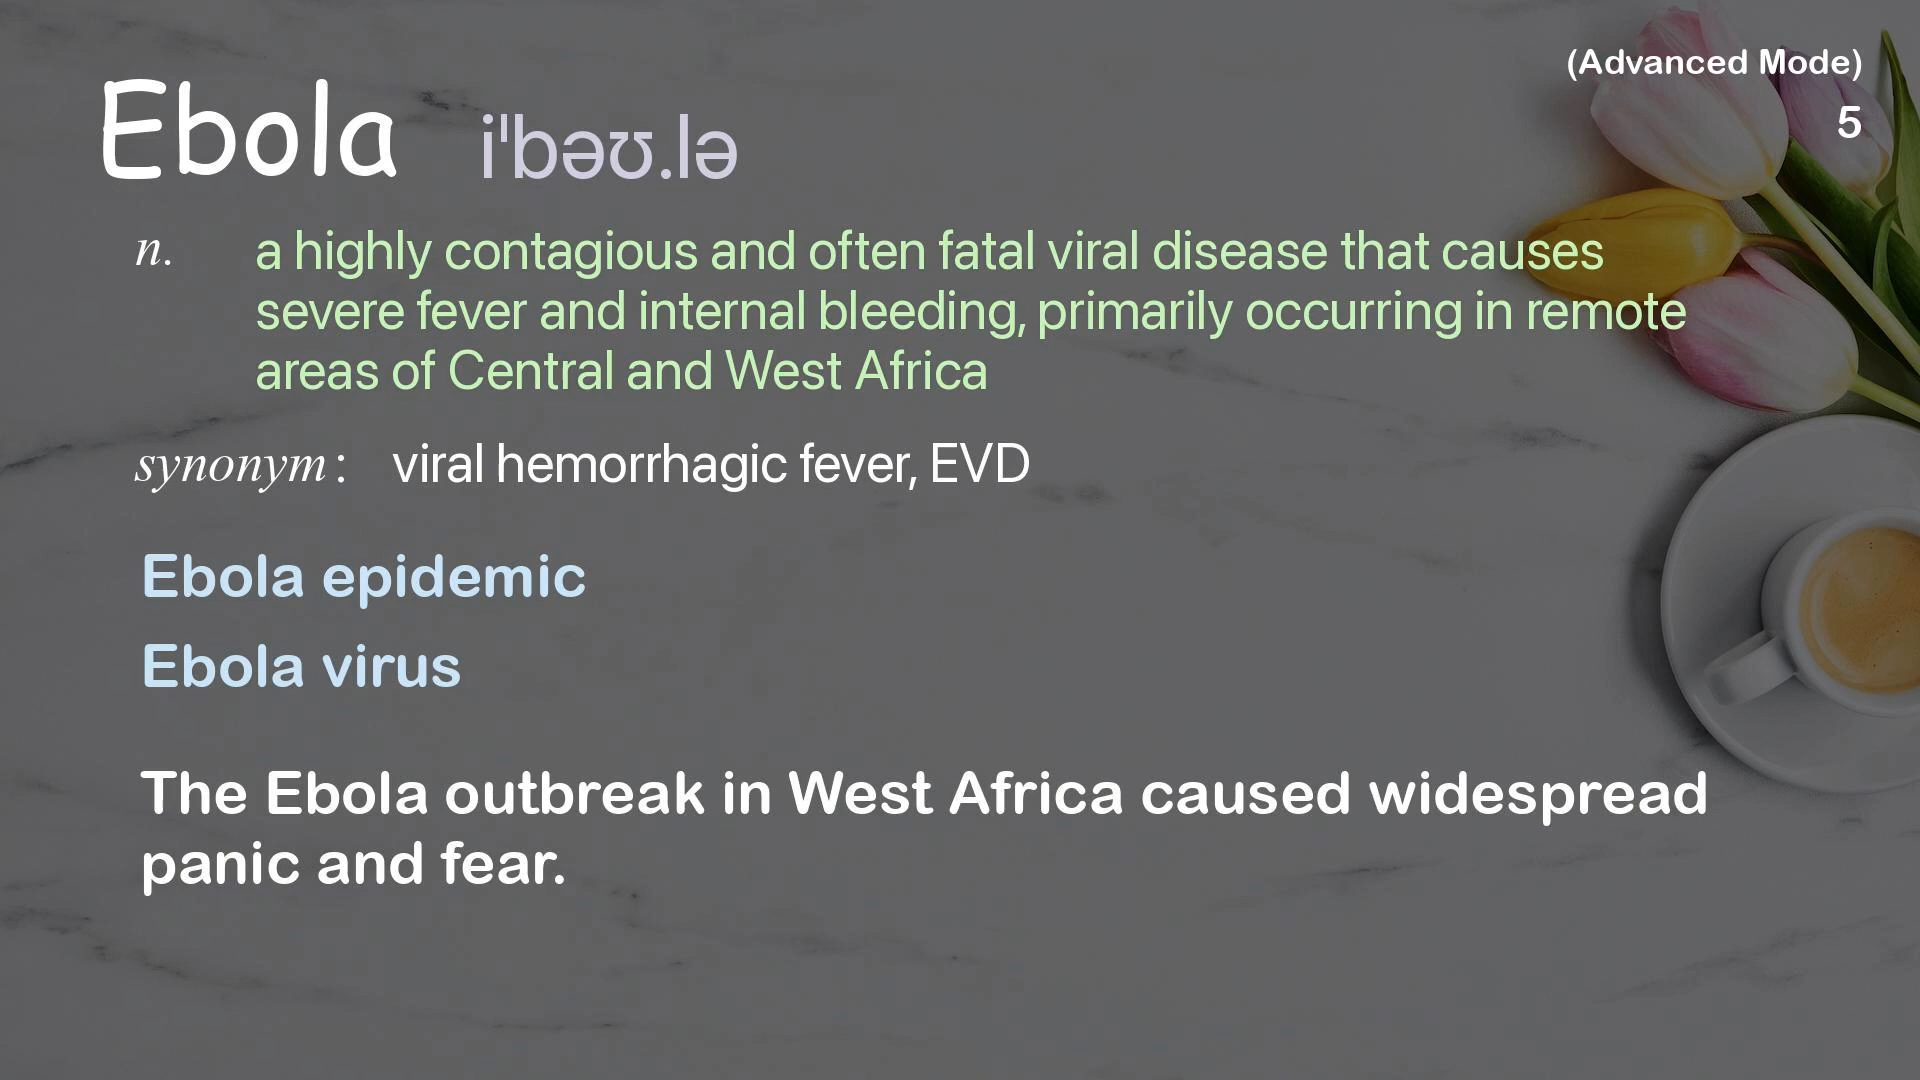 (Advanced Mode)
5
Ebola iˈbəʊ.lə
n. a highly contagious and often fatal viral disease that causes
severe fever and internal bleeding, primarily occurring in remote
areas of Central and West Africa
synonym: viral hemorrhagic fever, EVD
Ebola epidemic
Ebola virus
The Ebola outbreak in West Africa caused widespread
panic and fear.